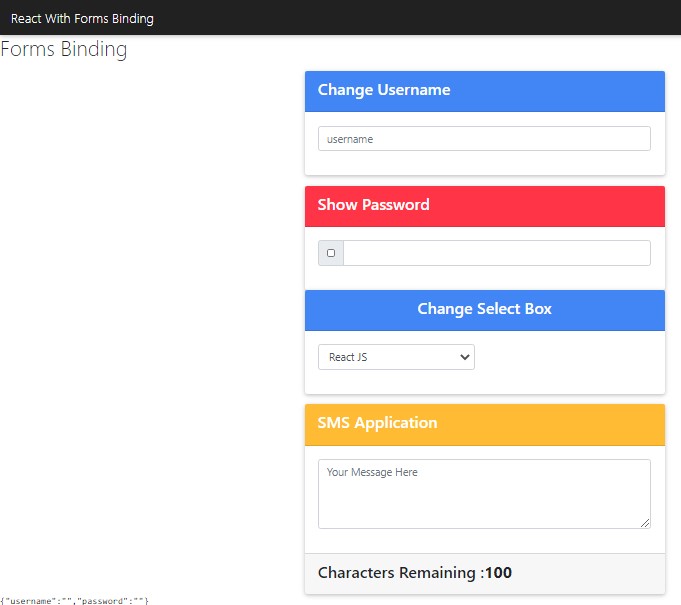 React With Forms Binding
Forms Binding
Change Username
username
Show Password
Change Select Box
React JS
SMS Application
Your Message Here
Characters Remaining :100
{"username":"","password":""}